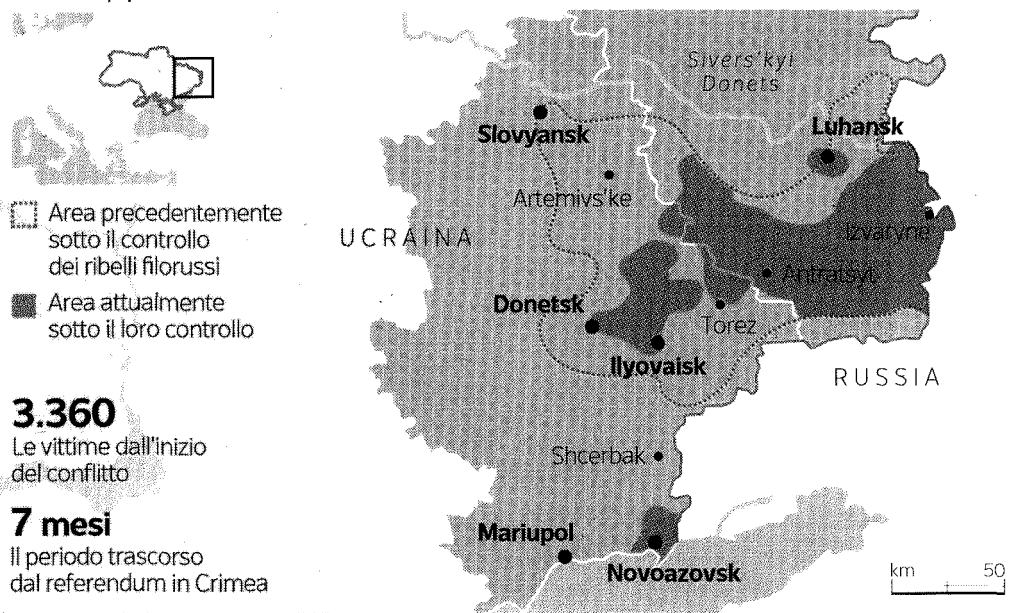 Area precedentemente
sotto il controllo
dei ribelli filorussi
Area attualmente
sotto il loro controllo
3.360
Le vittime dall'inizio
del conflitto
7 mesi
Il periodo trascorso
dal referendum in Crimea
Sivers'kyi
Donets
Luhansk
Slovyansk
Artemivs'ke
UCRAINA
Izvaryne
Antratsyt
Donetsk
Torez
Ilyovaisk
RUSSIA
Shcerbak
Mariupol
Novoazovsk
km 50